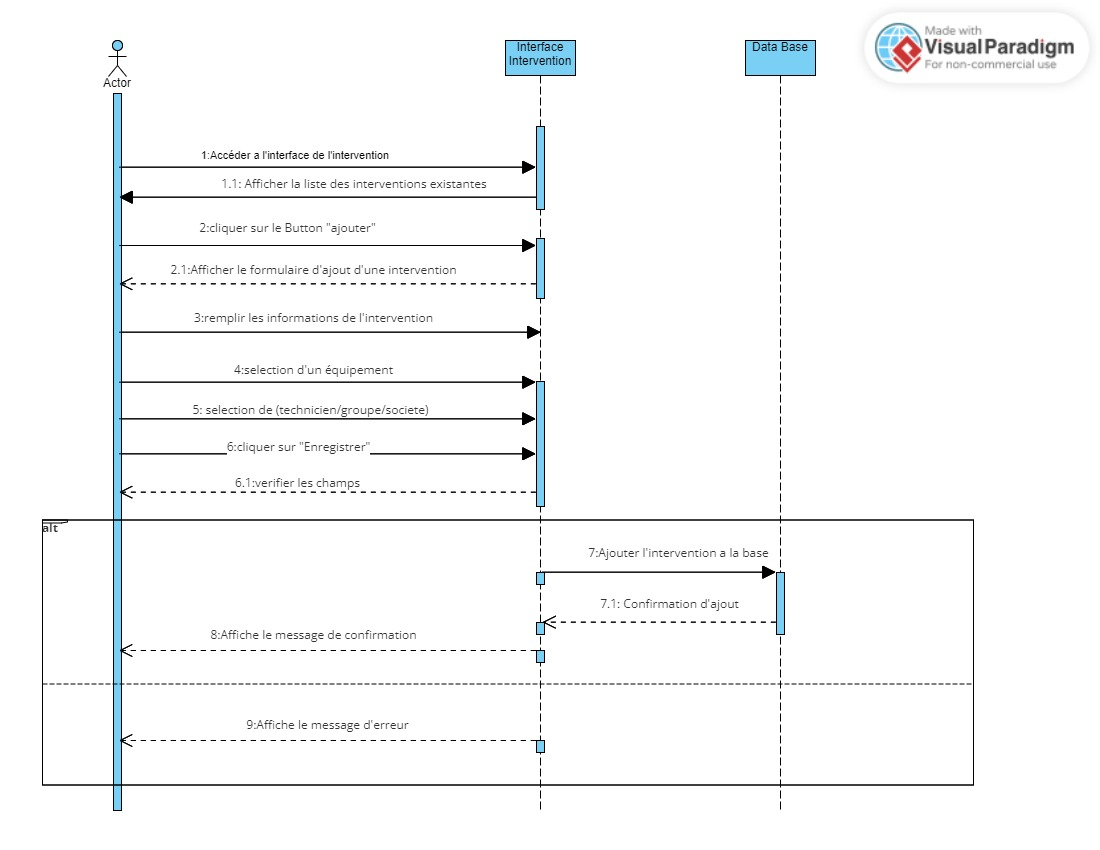 Made with
Visual Paradigm
For non-commercial use
Actor
Interface
Intervention
Data Base
1:Accéder a l'interface de l'intervention
1.1: Afficher la liste des interventions existantes
2:cliquer sur le Button "ajouter"
2.1:Afficher le formulaire d'ajout d'une intervention
3:remplir les informations de l'intervention
4:selection d'un équipement
5: selection de (technicien/groupe/societe)
6:cliquer sur "Enregistrer"
6.1:verifier les champs
alt
7:Ajouter l'intervention a la base
7.1: Confirmation d'ajout
8:Affiche le message de confirmation
9:Affiche le message d'erreur